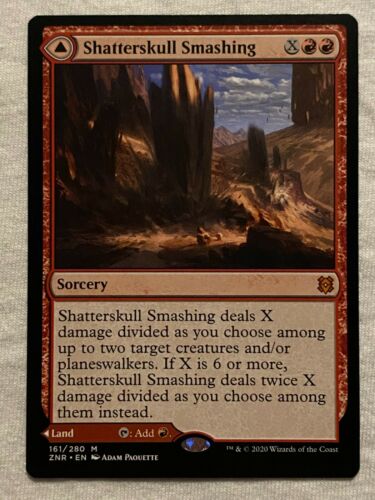 Shatterskull Smashing X
Sorcery
Shatterskull Smashing deals X
damage divided as you choose among
up to two target creatures and/or
planeswalkers. If X is 6 or more,
Shatterskull Smashing deals twice X
damage divided as you choose among
them instead.
Land : Add .
161/280 M
ZNR • EN Adam Paquette
™ & © 2020 Wizards of the Coast